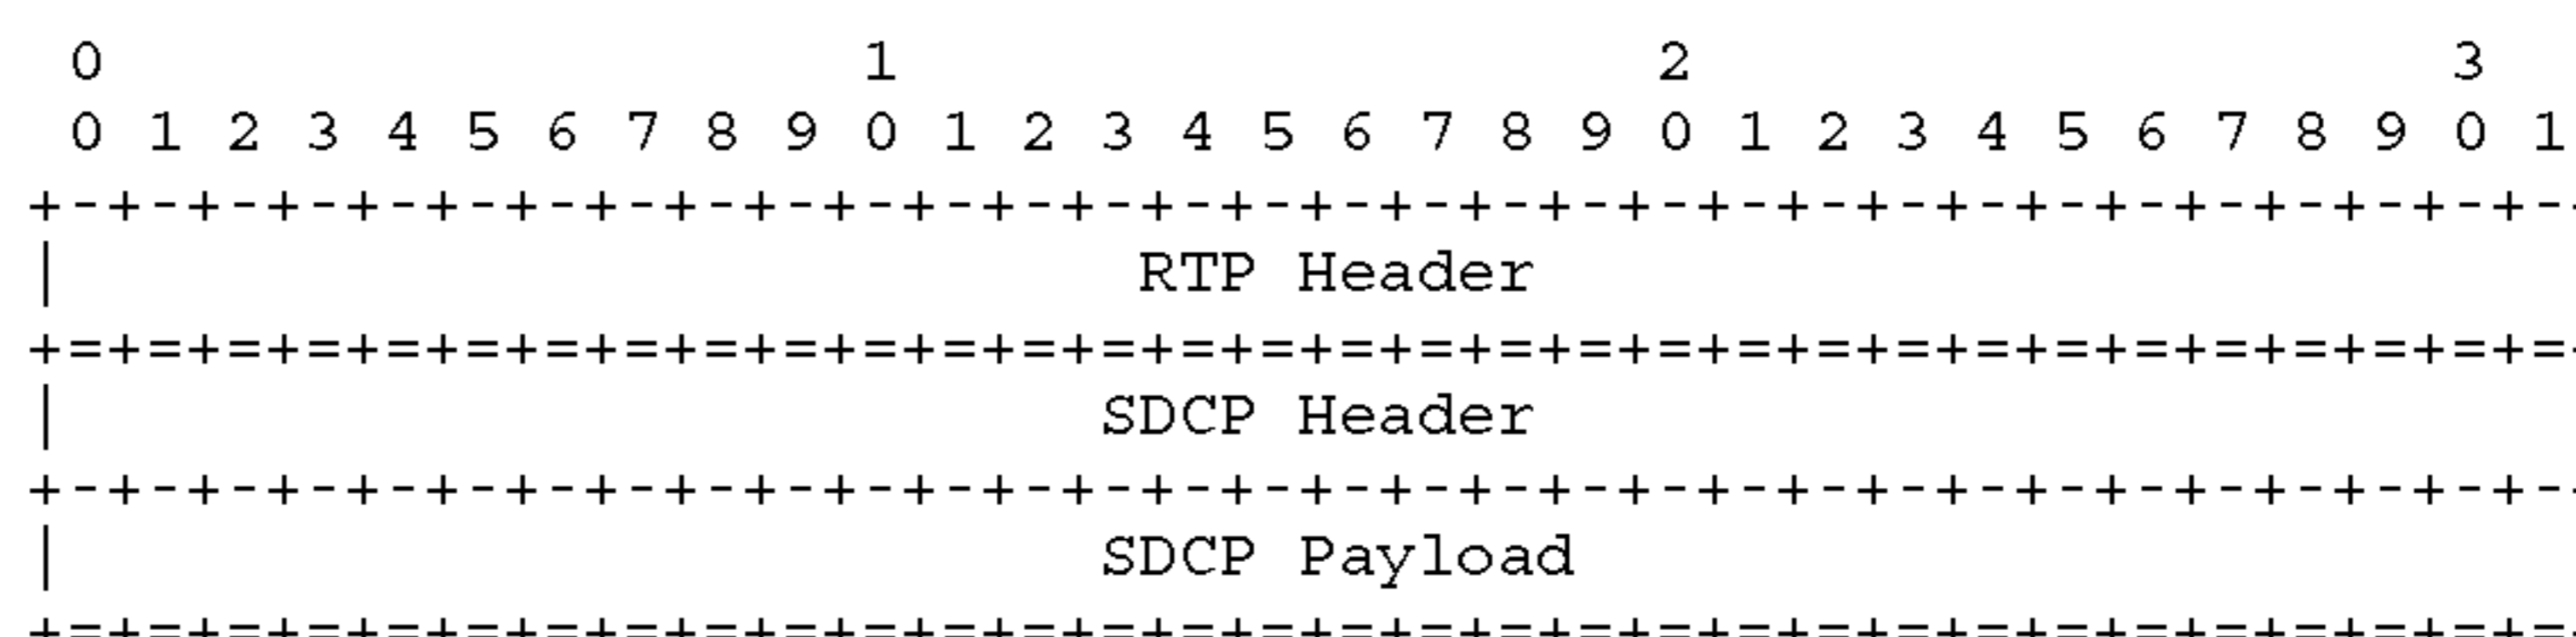 0                   1                   2                   3
 0 1 2 3 4 5 6 7 8 9 0 1 2 3 4 5 6 7 8 9 0 1 2 3 4 5 6 7 8 9 0 1
+-+-+-+-+-+-+-+-+-+-+-+-+-+-+-+-+-+-+-+-+-+-+-+-+-+-+-+-+-+-+-+-
|                           RTP Header
+=+=+=+=+=+=+=+=+=+=+=+=+=+=+=+=+=+=+=+=+=+=+=+=+=+=+=+=+=+=+=+=
|                          SDCP Header
+-+-+-+-+-+-+-+-+-+-+-+-+-+-+-+-+-+-+-+-+-+-+-+-+-+-+-+-+-+-+-+-
|                          SDCP Payload
+=+=+=+=+=+=+=+=+=+=+=+=+=+=+=+=+=+=+=+=+=+=+=+=+=+=+=+=+=+=+=+=